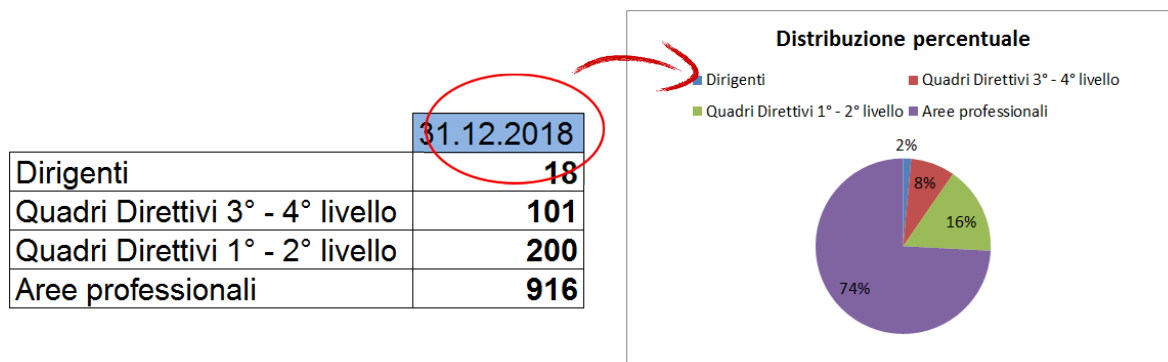 31.12.2018
Dirigenti 18
Quadri Direttivi 3° - 4° livello 101
Quadri Direttivi 1° - 2° livello 200
Aree professionali 916
Distribuzione percentuale
Dirigenti Quadri Direttivi 3° - 4° livello
Quadri Direttivi 1° - 2° livello Aree professionali
2%
8%
16%
74%